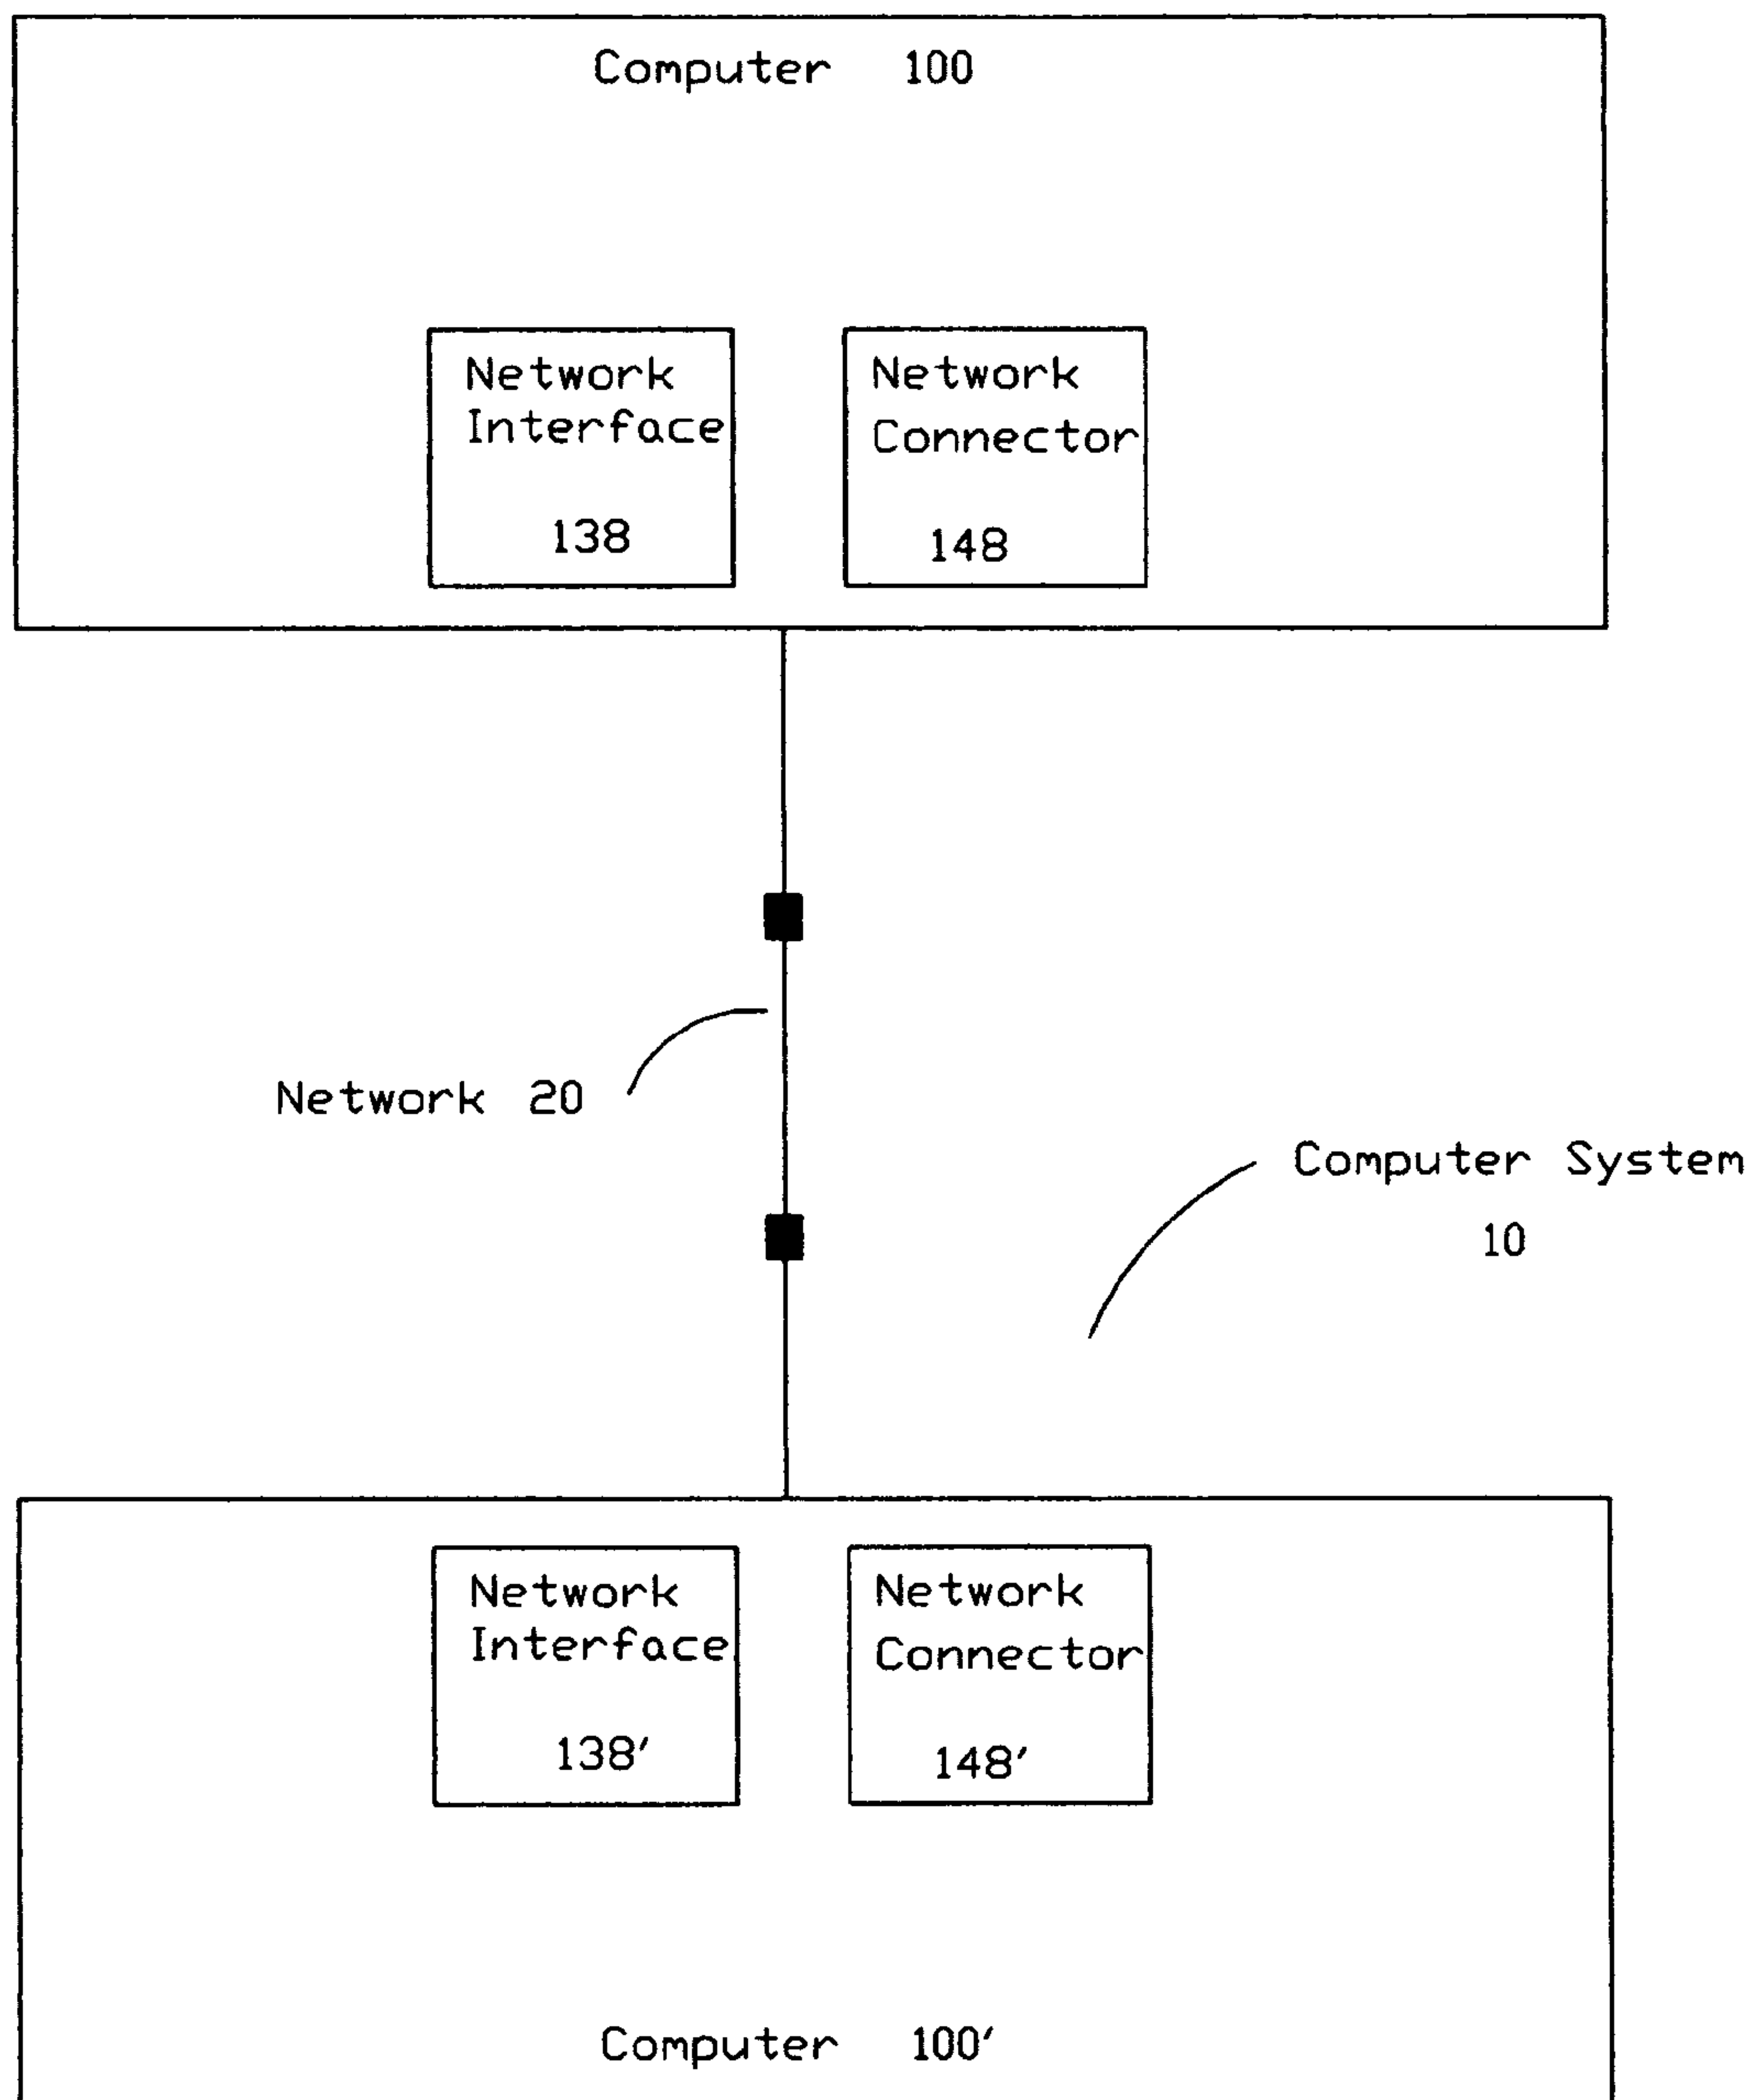 Computer 100
Network
Interface
138
Network
Connector
148
Network 20
Computer System
10
Network
Interface
138'
Network
Connector
148'
Computer 100'